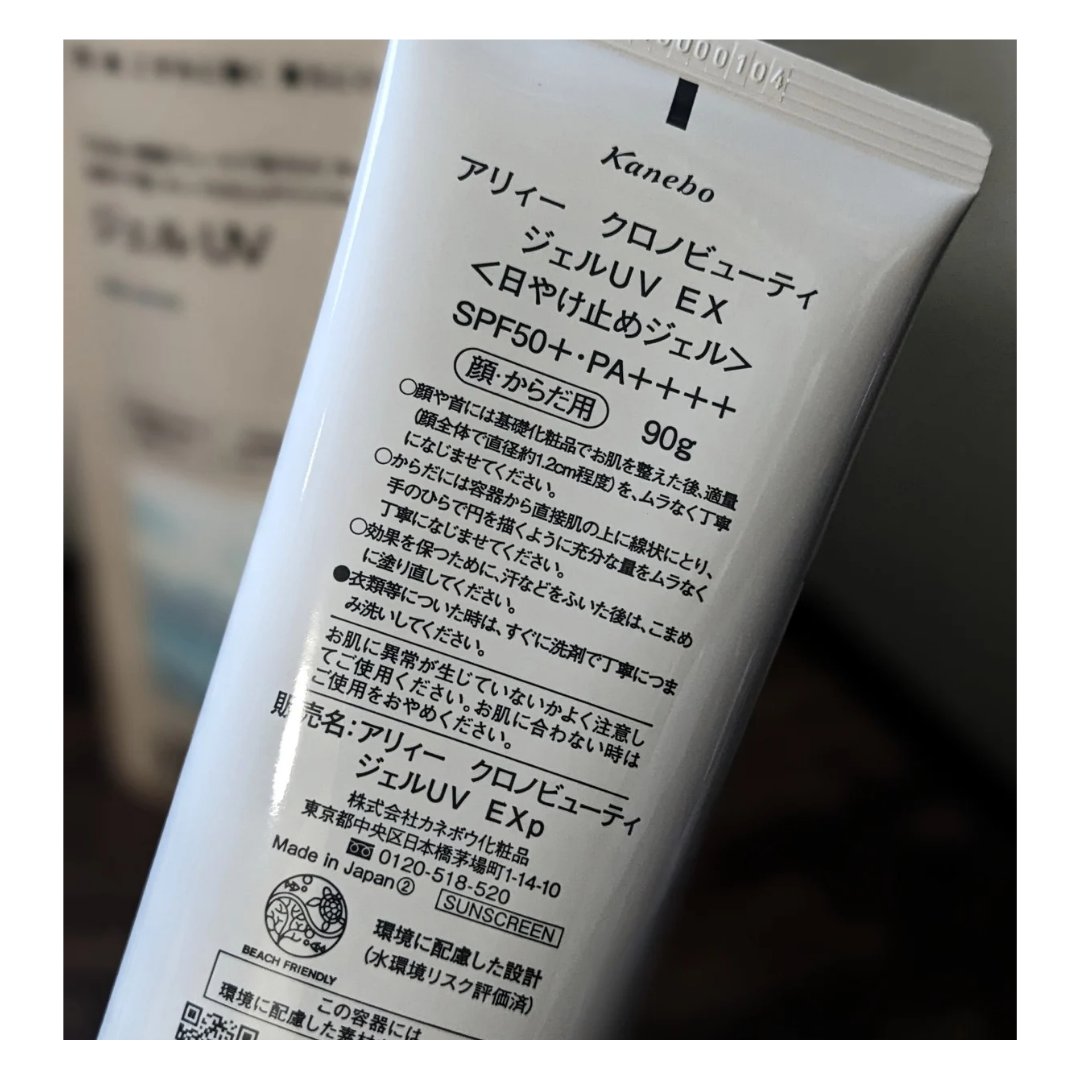 0000104
Kanebo
アリィー クロノビューティ
ジェルUV EX
<日やけ止めジェル>
SPF50+・PA++++
顔・からだ用 90g
○顔や首には基礎化粧品でお肌を整えた後、適量
(顔全体で直径約1.2cm程度)を、ムラなく丁寧
になじませてください。
○からだには容器から直接肌の上に線状にとり、
手のひらで円を描くように充分な量をムラなく
丁寧になじませてください。
○効果を保つために、汗などをふいた後は、こまめ
に塗り直してください。
●衣類等についた時は、すぐに洗剤で丁寧につま
み洗いしてください。
お肌に異常が生じていないかよく注意し
てご使用ください。お肌に合わない時は
ご使用をおやめください。
販売名:アリィー クロノビューティ
ジェルUV EXp
株式会社カネボウ化粧品
東京都中央区日本橋茅場町1-14-10
0120-518-520
Made in Japan② SUNSCREEN
BEACH FRIENDLY
環境に配慮した設計
(水環境リスク評価済)
この容器には
環境に配慮した素材
ジェルUV